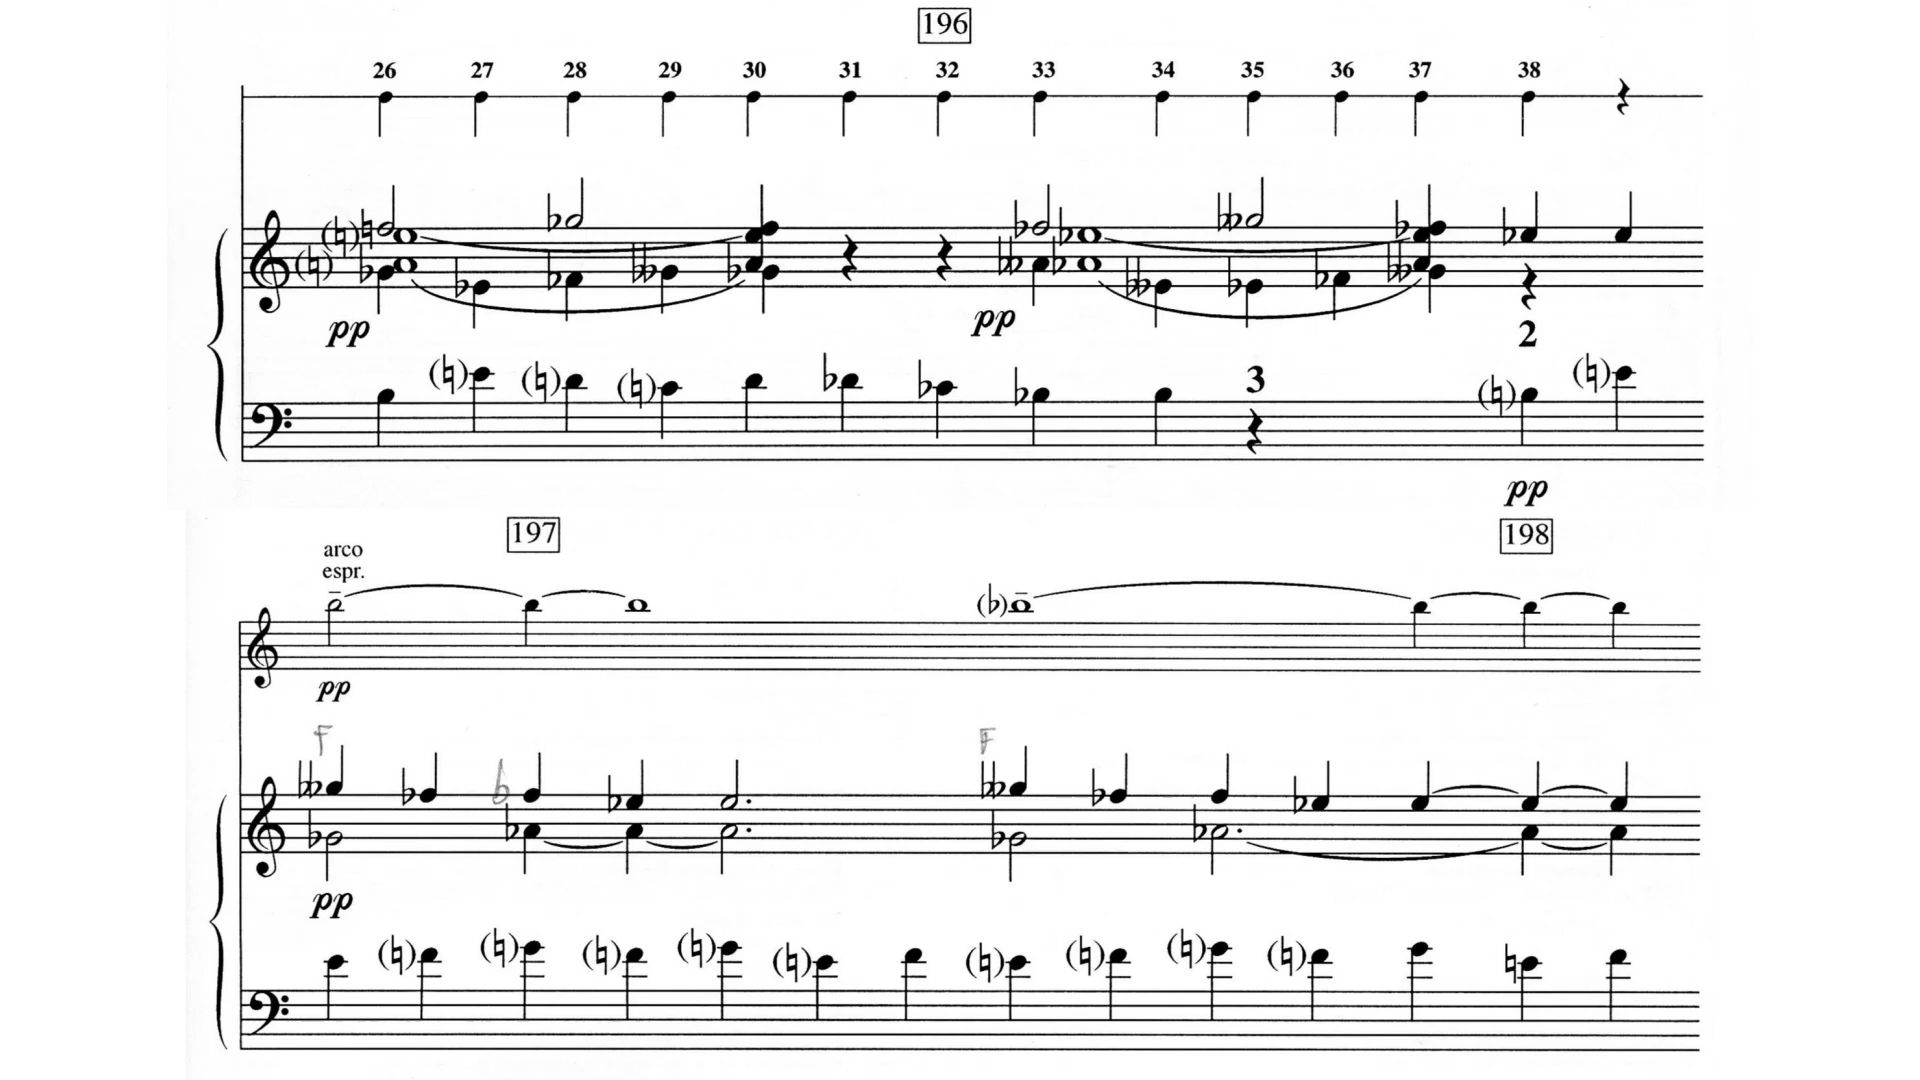 196
26 27 28 29 30 31 32 33 34 35 36 37 38
pp pp
2
3
pp
197 198
arco
espr.
pp
F F
b
pp